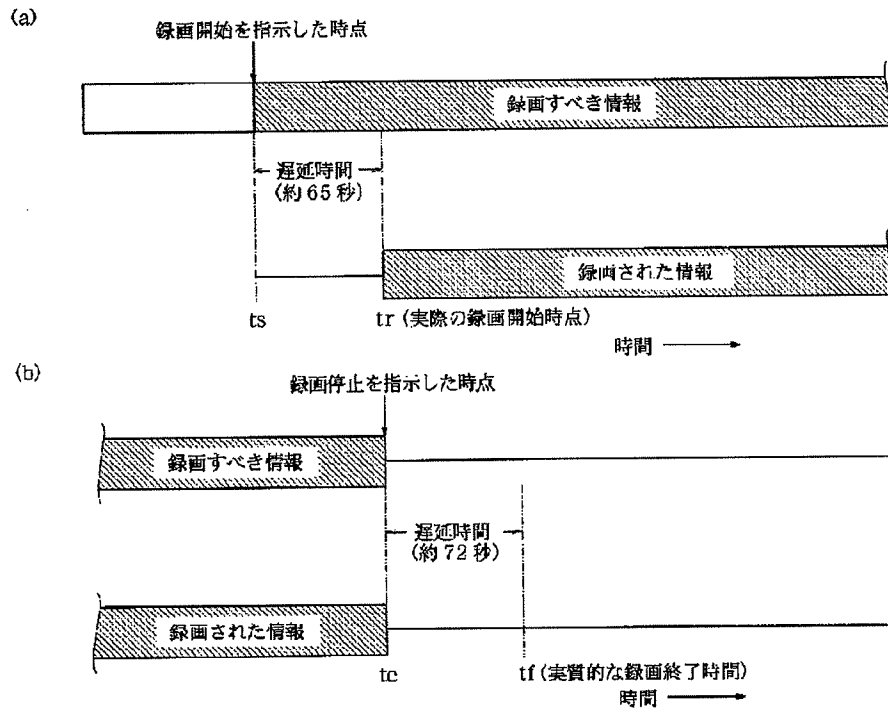 (a)
録画開始を指示した時点
録画すべき情報
遅延時間
(約65秒)
録画された情報
ts
tr (実際の録画開始時点)
時間
(b)
録画停止を指示した時点
録画すべき情報
遅延時間
(約72秒)
録画された情報
tc
tf (実質的な録画終了時間)
時間